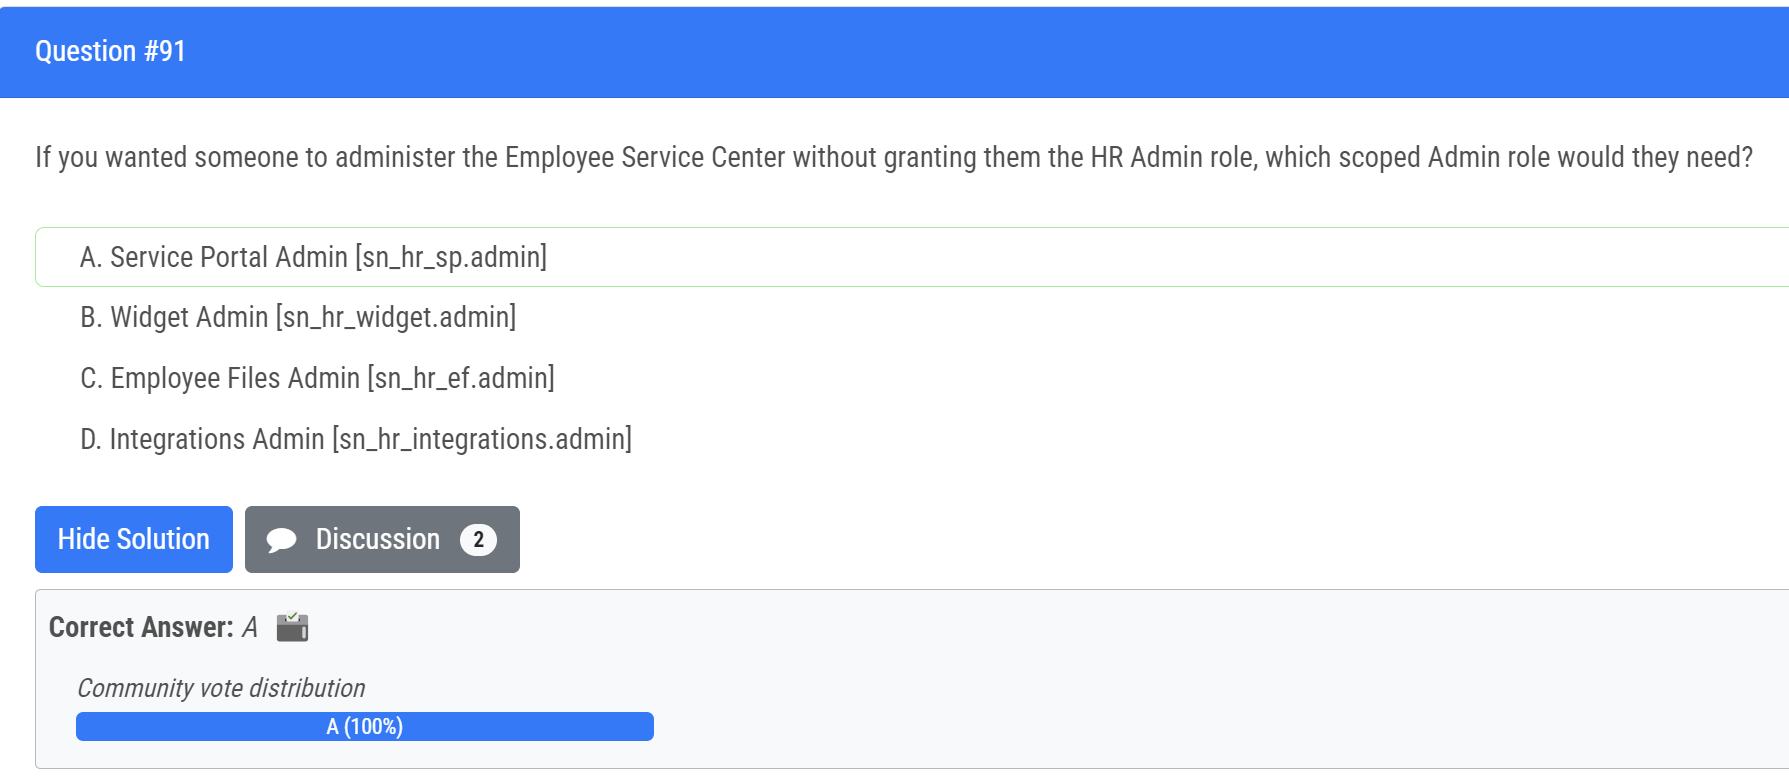 Question #91
If you wanted someone to administer the Employee Service Center without granting them the HR Admin role, which scoped Admin role would they need?
A. Service Portal Admin [sn_hr_sp.admin]
B. Widget Admin [sn_hr_widget.admin]
C. Employee Files Admin [sn_hr_ef.admin]
D. Integrations Admin [sn_hr_integrations.admin]
Hide Solution Discussion 2
Correct Answer: A
Community vote distribution
A (100%)